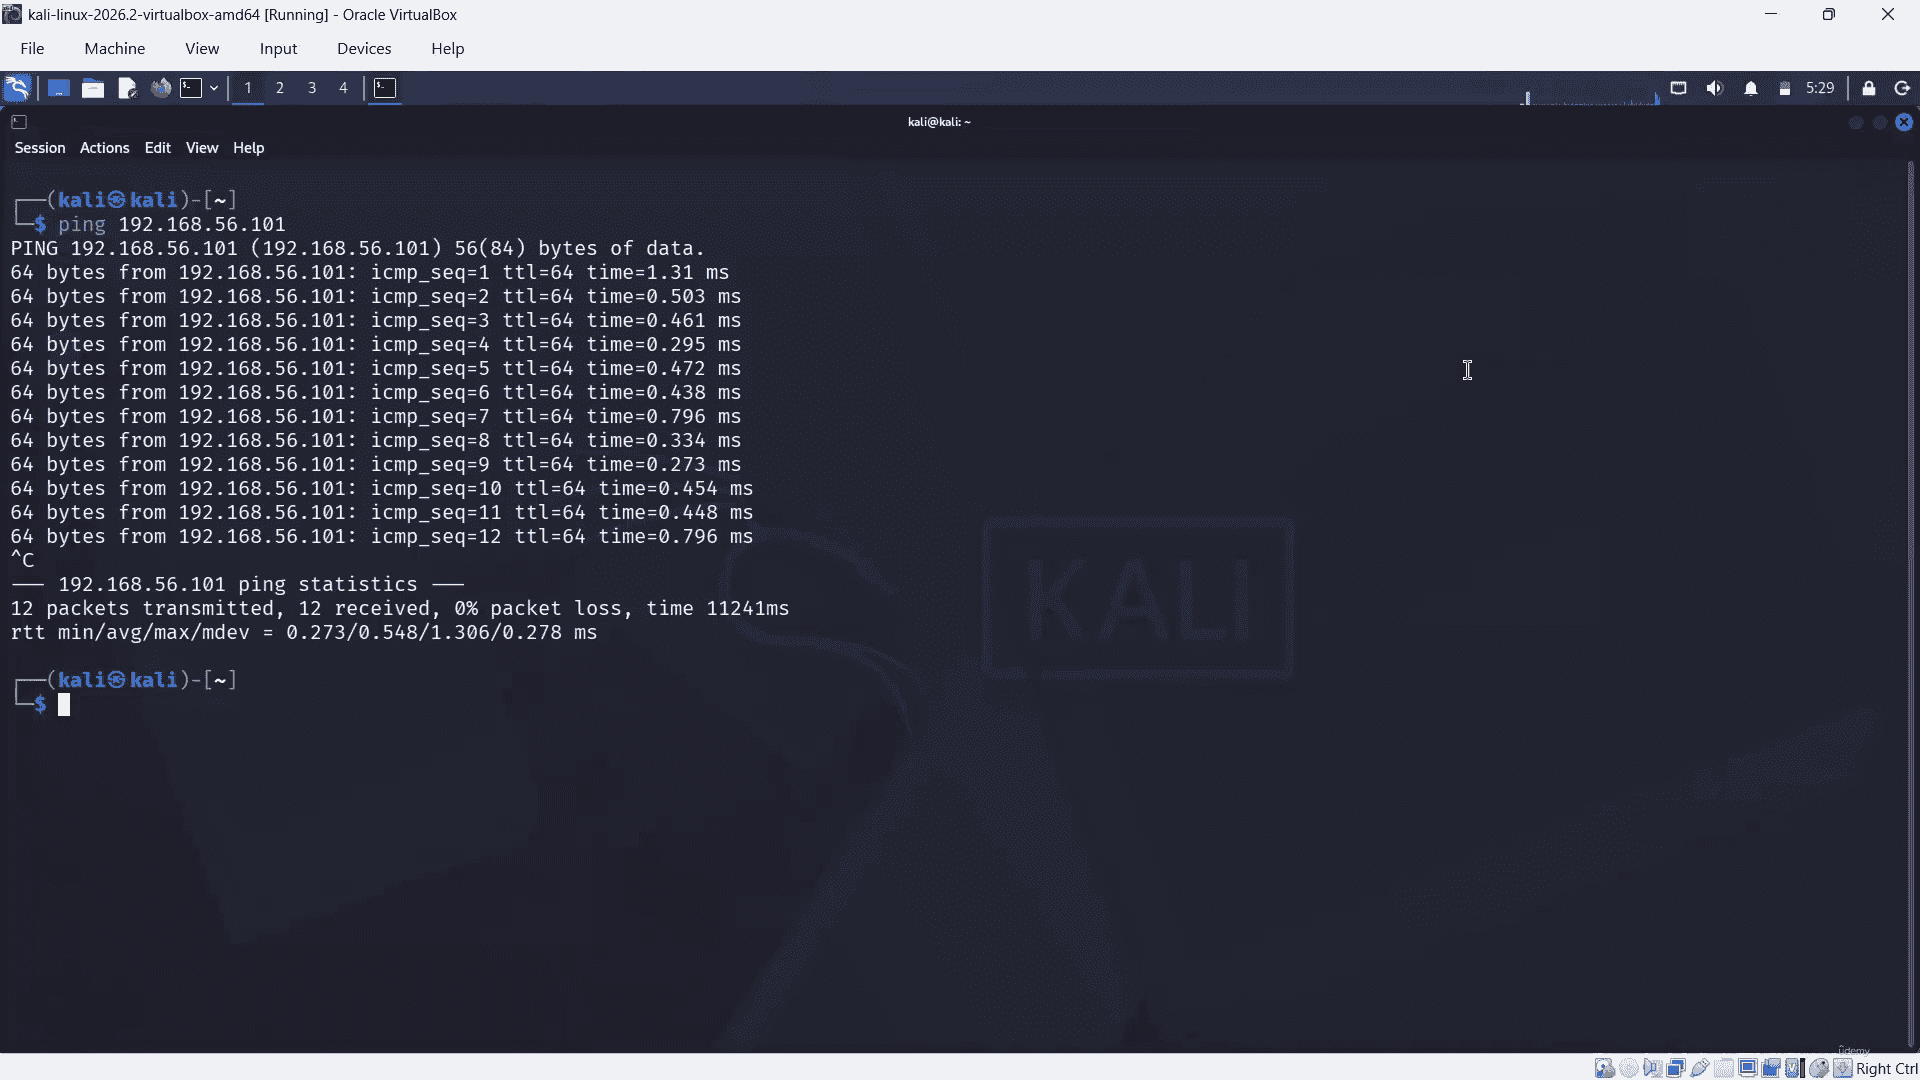 kali-linux-2026.2-virtualbox-amd64 [Running] - Oracle VirtualBox
File Machine View Input Devices Help
1 2 3 4 5:29
kali@kali: ~
Session Actions Edit View Help
┌──(kali㉿kali)-[~]
└─$ ping 192.168.56.101
PING 192.168.56.101 (192.168.56.101) 56(84) bytes of data.
64 bytes from 192.168.56.101: icmp_seq=1 ttl=64 time=1.31 ms
64 bytes from 192.168.56.101: icmp_seq=2 ttl=64 time=0.503 ms
64 bytes from 192.168.56.101: icmp_seq=3 ttl=64 time=0.461 ms
64 bytes from 192.168.56.101: icmp_seq=4 ttl=64 time=0.295 ms
64 bytes from 192.168.56.101: icmp_seq=5 ttl=64 time=0.472 ms
64 bytes from 192.168.56.101: icmp_seq=6 ttl=64 time=0.438 ms
64 bytes from 192.168.56.101: icmp_seq=7 ttl=64 time=0.796 ms
64 bytes from 192.168.56.101: icmp_seq=8 ttl=64 time=0.334 ms
64 bytes from 192.168.56.101: icmp_seq=9 ttl=64 time=0.273 ms
64 bytes from 192.168.56.101: icmp_seq=10 ttl=64 time=0.454 ms
64 bytes from 192.168.56.101: icmp_seq=11 ttl=64 time=0.448 ms
64 bytes from 192.168.56.101: icmp_seq=12 ttl=64 time=0.796 ms
^C
--- 192.168.56.101 ping statistics ---
12 packets transmitted, 12 received, 0% packet loss, time 11241ms
rtt min/avg/max/mdev = 0.273/0.548/1.306/0.278 ms
┌──(kali㉿kali)-[~]
└─$
KALI
ûdemy
Right Ctrl